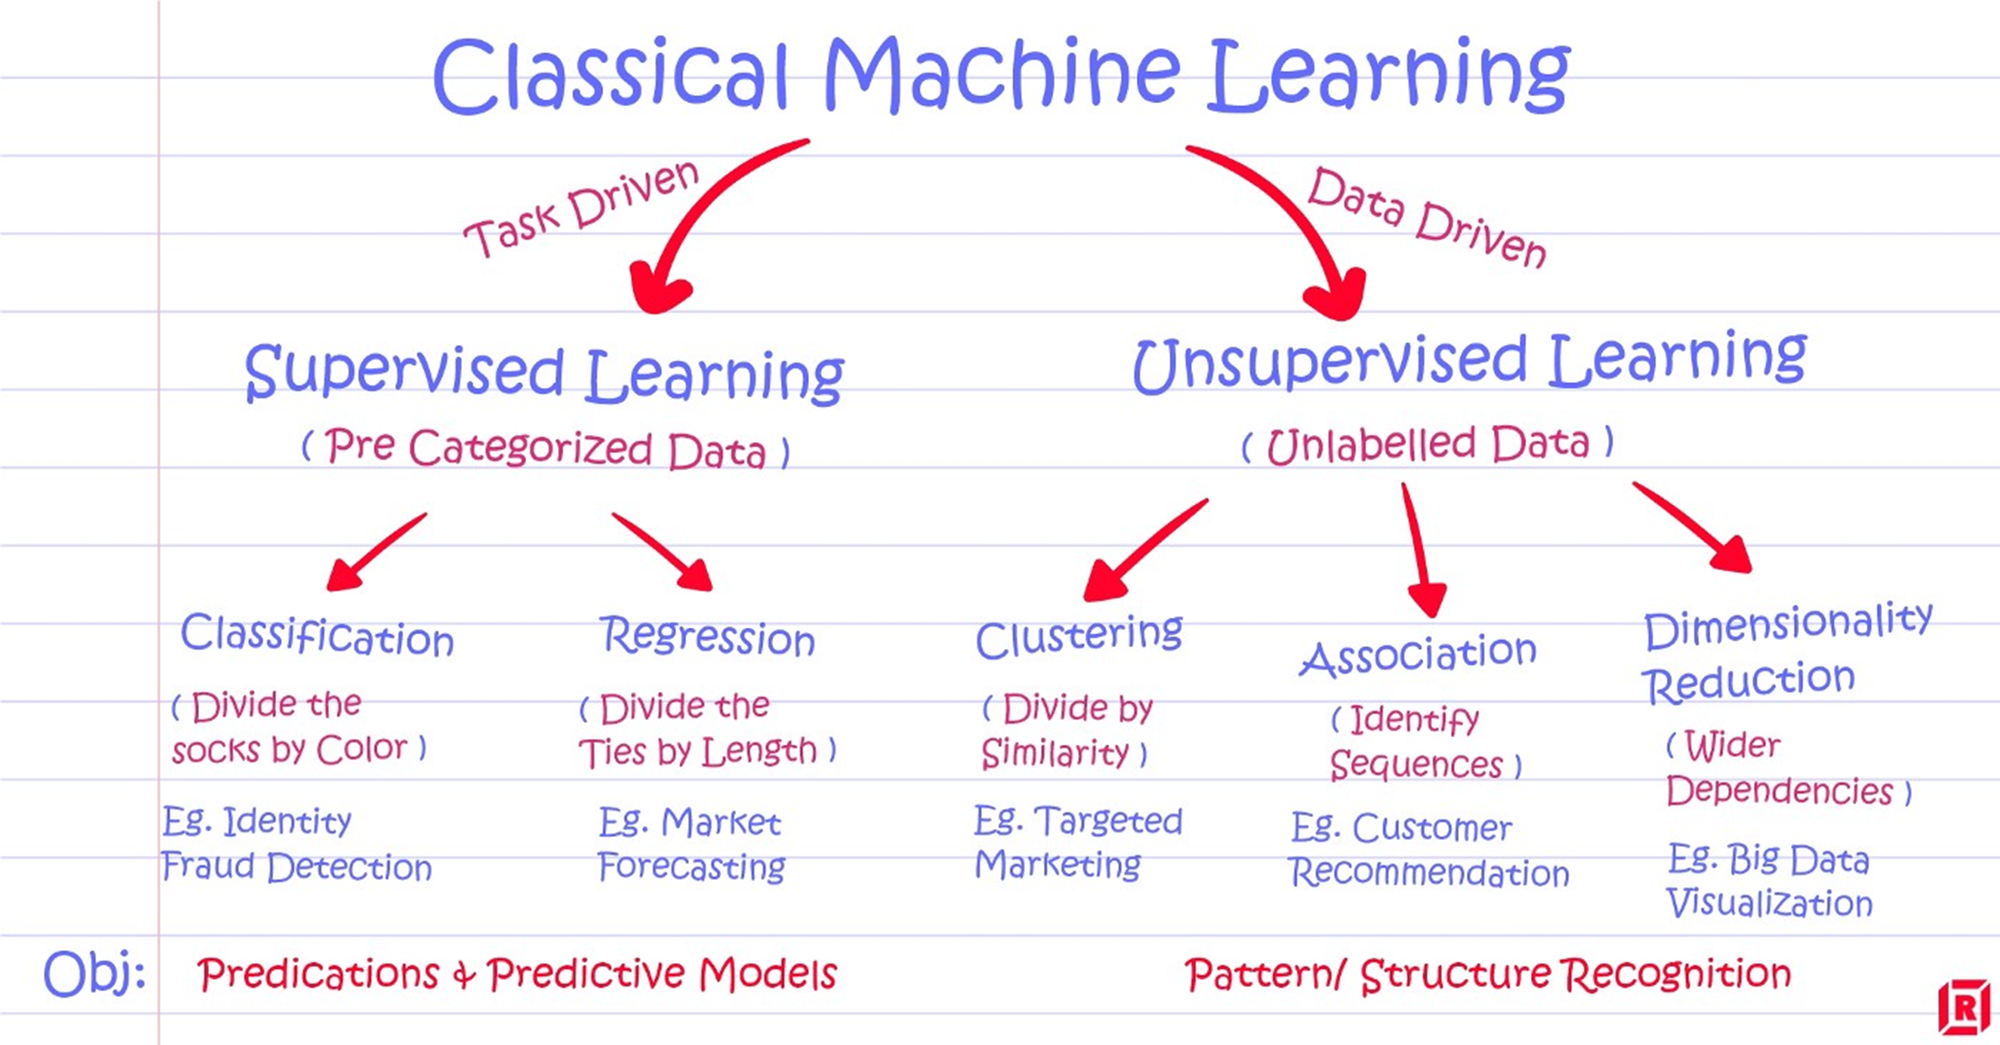 Classical Machine Learning
Task Driven
Data Driven
Supervised Learning
( Pre Categorized Data )
Unsupervised Learning
( Unlabelled Data )
Classification
( Divide the
socks by Color )
Eg. Identity
Fraud Detection
Regression
( Divide the
Ties by Length )
Eg. Market
Forecasting
Clustering
( Divide by
Similarity )
Eg. Targeted
Marketing
Association
( Identify
Sequences )
Eg. Customer
Recommendation
Dimensionality
Reduction
( Wider
Dependencies )
Eg. Big Data
Visualization
Obj: Predications & Predictive Models
Pattern/ Structure Recognition
R